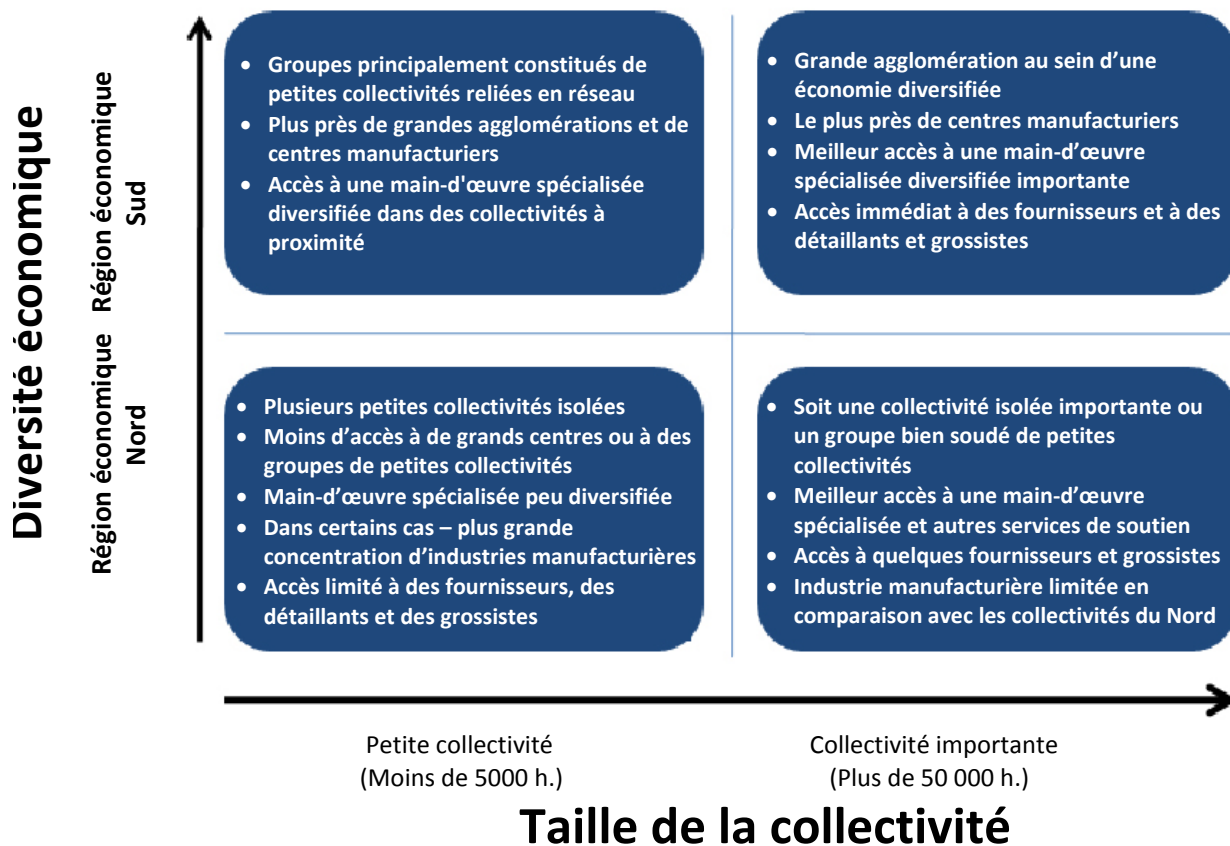 Diversité économique
Région économique
Sud
Région économique
Nord
• Groupes principalement constitués de
petites collectivités reliées en réseau
• Plus près de grandes agglomérations et de
centres manufacturiers
• Accès à une main-d'œuvre spécialisée
diversifiée dans des collectivités à
proximité
• Grande agglomération au sein d’une
économie diversifiée
• Le plus près de centres manufacturiers
• Meilleur accès à une main-d’œuvre
spécialisée diversifiée importante
• Accès immédiat à des fournisseurs et à des
détaillants et grossistes
• Plusieurs petites collectivités isolées
• Moins d’accès à de grands centres ou à des
groupes de petites collectivités
• Main-d’œuvre spécialisée peu diversifiée
• Dans certains cas – plus grande
concentration d’industries manufacturières
• Accès limité à des fournisseurs, des
détaillants et des grossistes
• Soit une collectivité isolée importante ou
un groupe bien soudé de petites
collectivités
• Meilleur accès à une main-d’œuvre
spécialisée et autres services de soutien
• Accès à quelques fournisseurs et grossistes
• Industrie manufacturière limitée en
comparaison avec les collectivités du Nord
Petite collectivité
(Moins de 5000 h.)
Collectivité importante
(Plus de 50 000 h.)
Taille de la collectivité